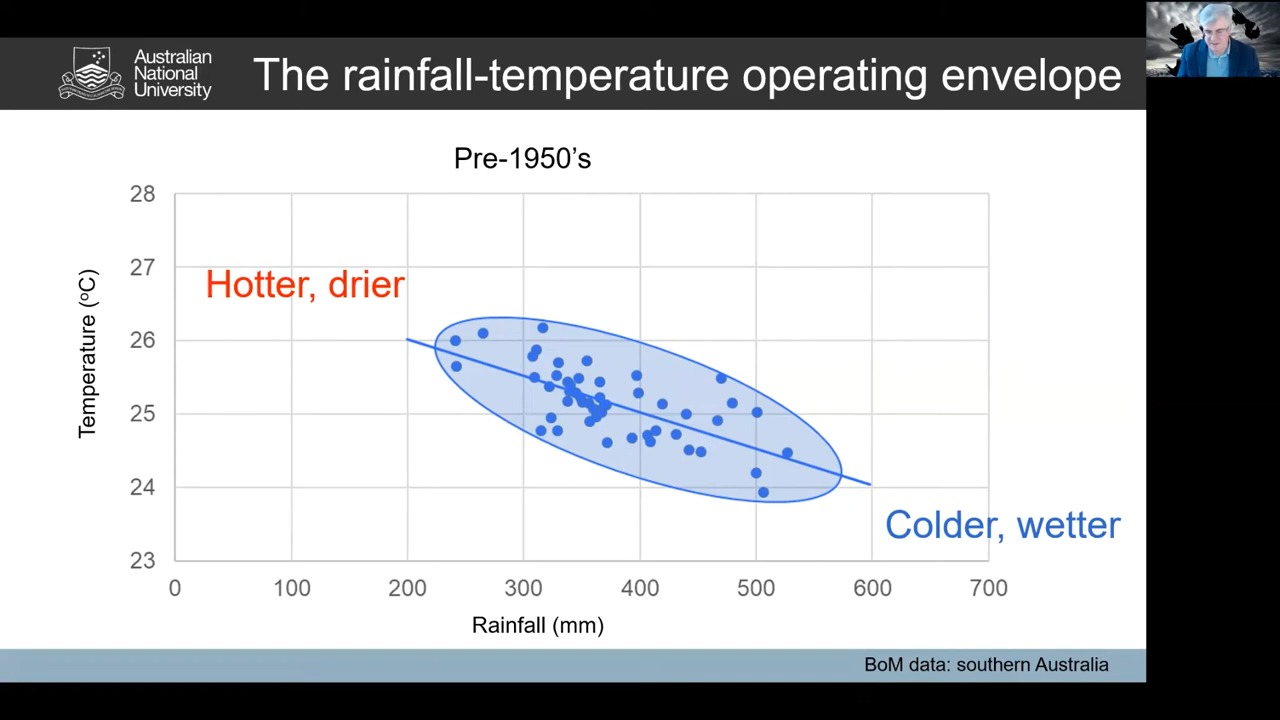 Australian
National
University
The rainfall-temperature operating envelope
Pre-1950’s
28
27
26
25
24
23
Temperature (°C)
Hotter, drier
Colder, wetter
0 100 200 300 400 500 600 700
Rainfall (mm)
BoM data: southern Australia